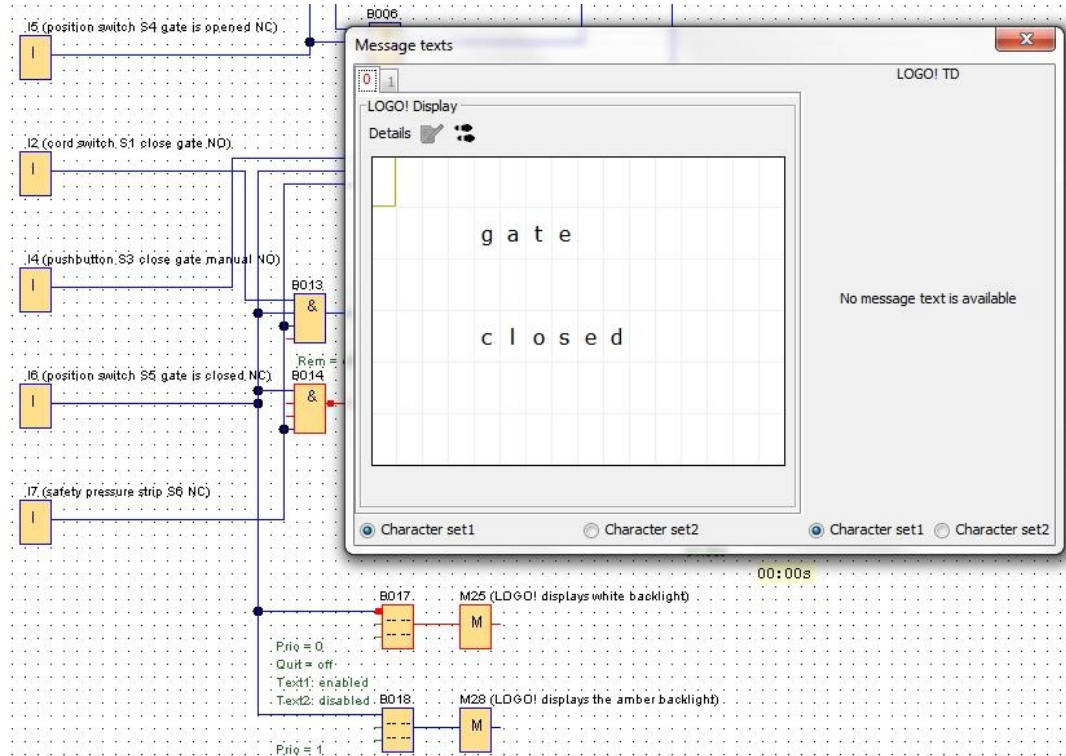 B006
I5 (position switch S4 gate is opened NC)
I
Message texts
0 1
LOGO! TD
LOGO! Display
Details
I2 (cord switch S1 close gate NO)
I
gate
I4 (pushbutton S3 close gate manual NO)
I
B013
&
No message text is available
closed
Rem =
I6 (position switch S5 gate is closed NC)
I
B014
&
I7 (safety pressure strip S6 NC)
I
Character set1
Character set2
Character set1
Character set2
00:00s
B017
M25 (LOGO! displays white backlight)
M
Prio = 0
Quit = off
Text1: enabled
Text2: disabled
B018
M28 (LOGO! displays the amber backlight)
M
Prio = 1